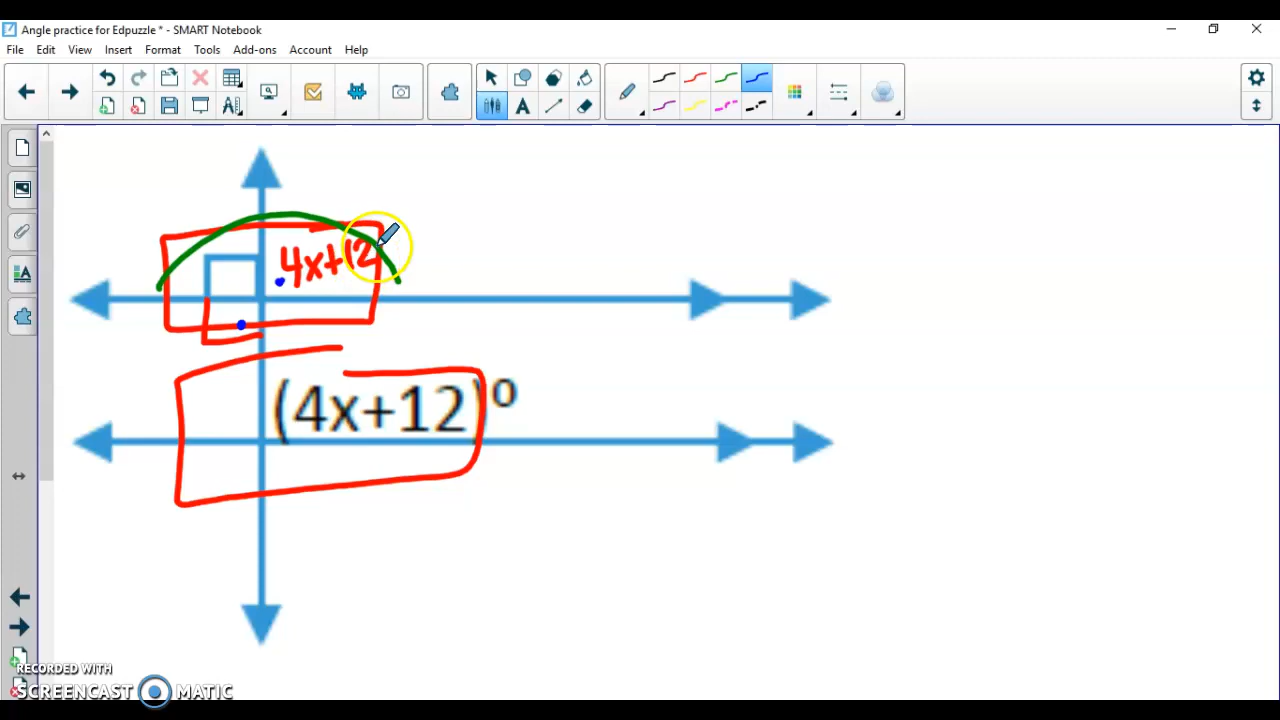 Angle practice for Edpuzzle * - SMART Notebook
File Edit View Insert Format Tools Add-ons Account Help
4x+12
(4x+12)º
RECORDED WITH
SCREENCAST MATIC